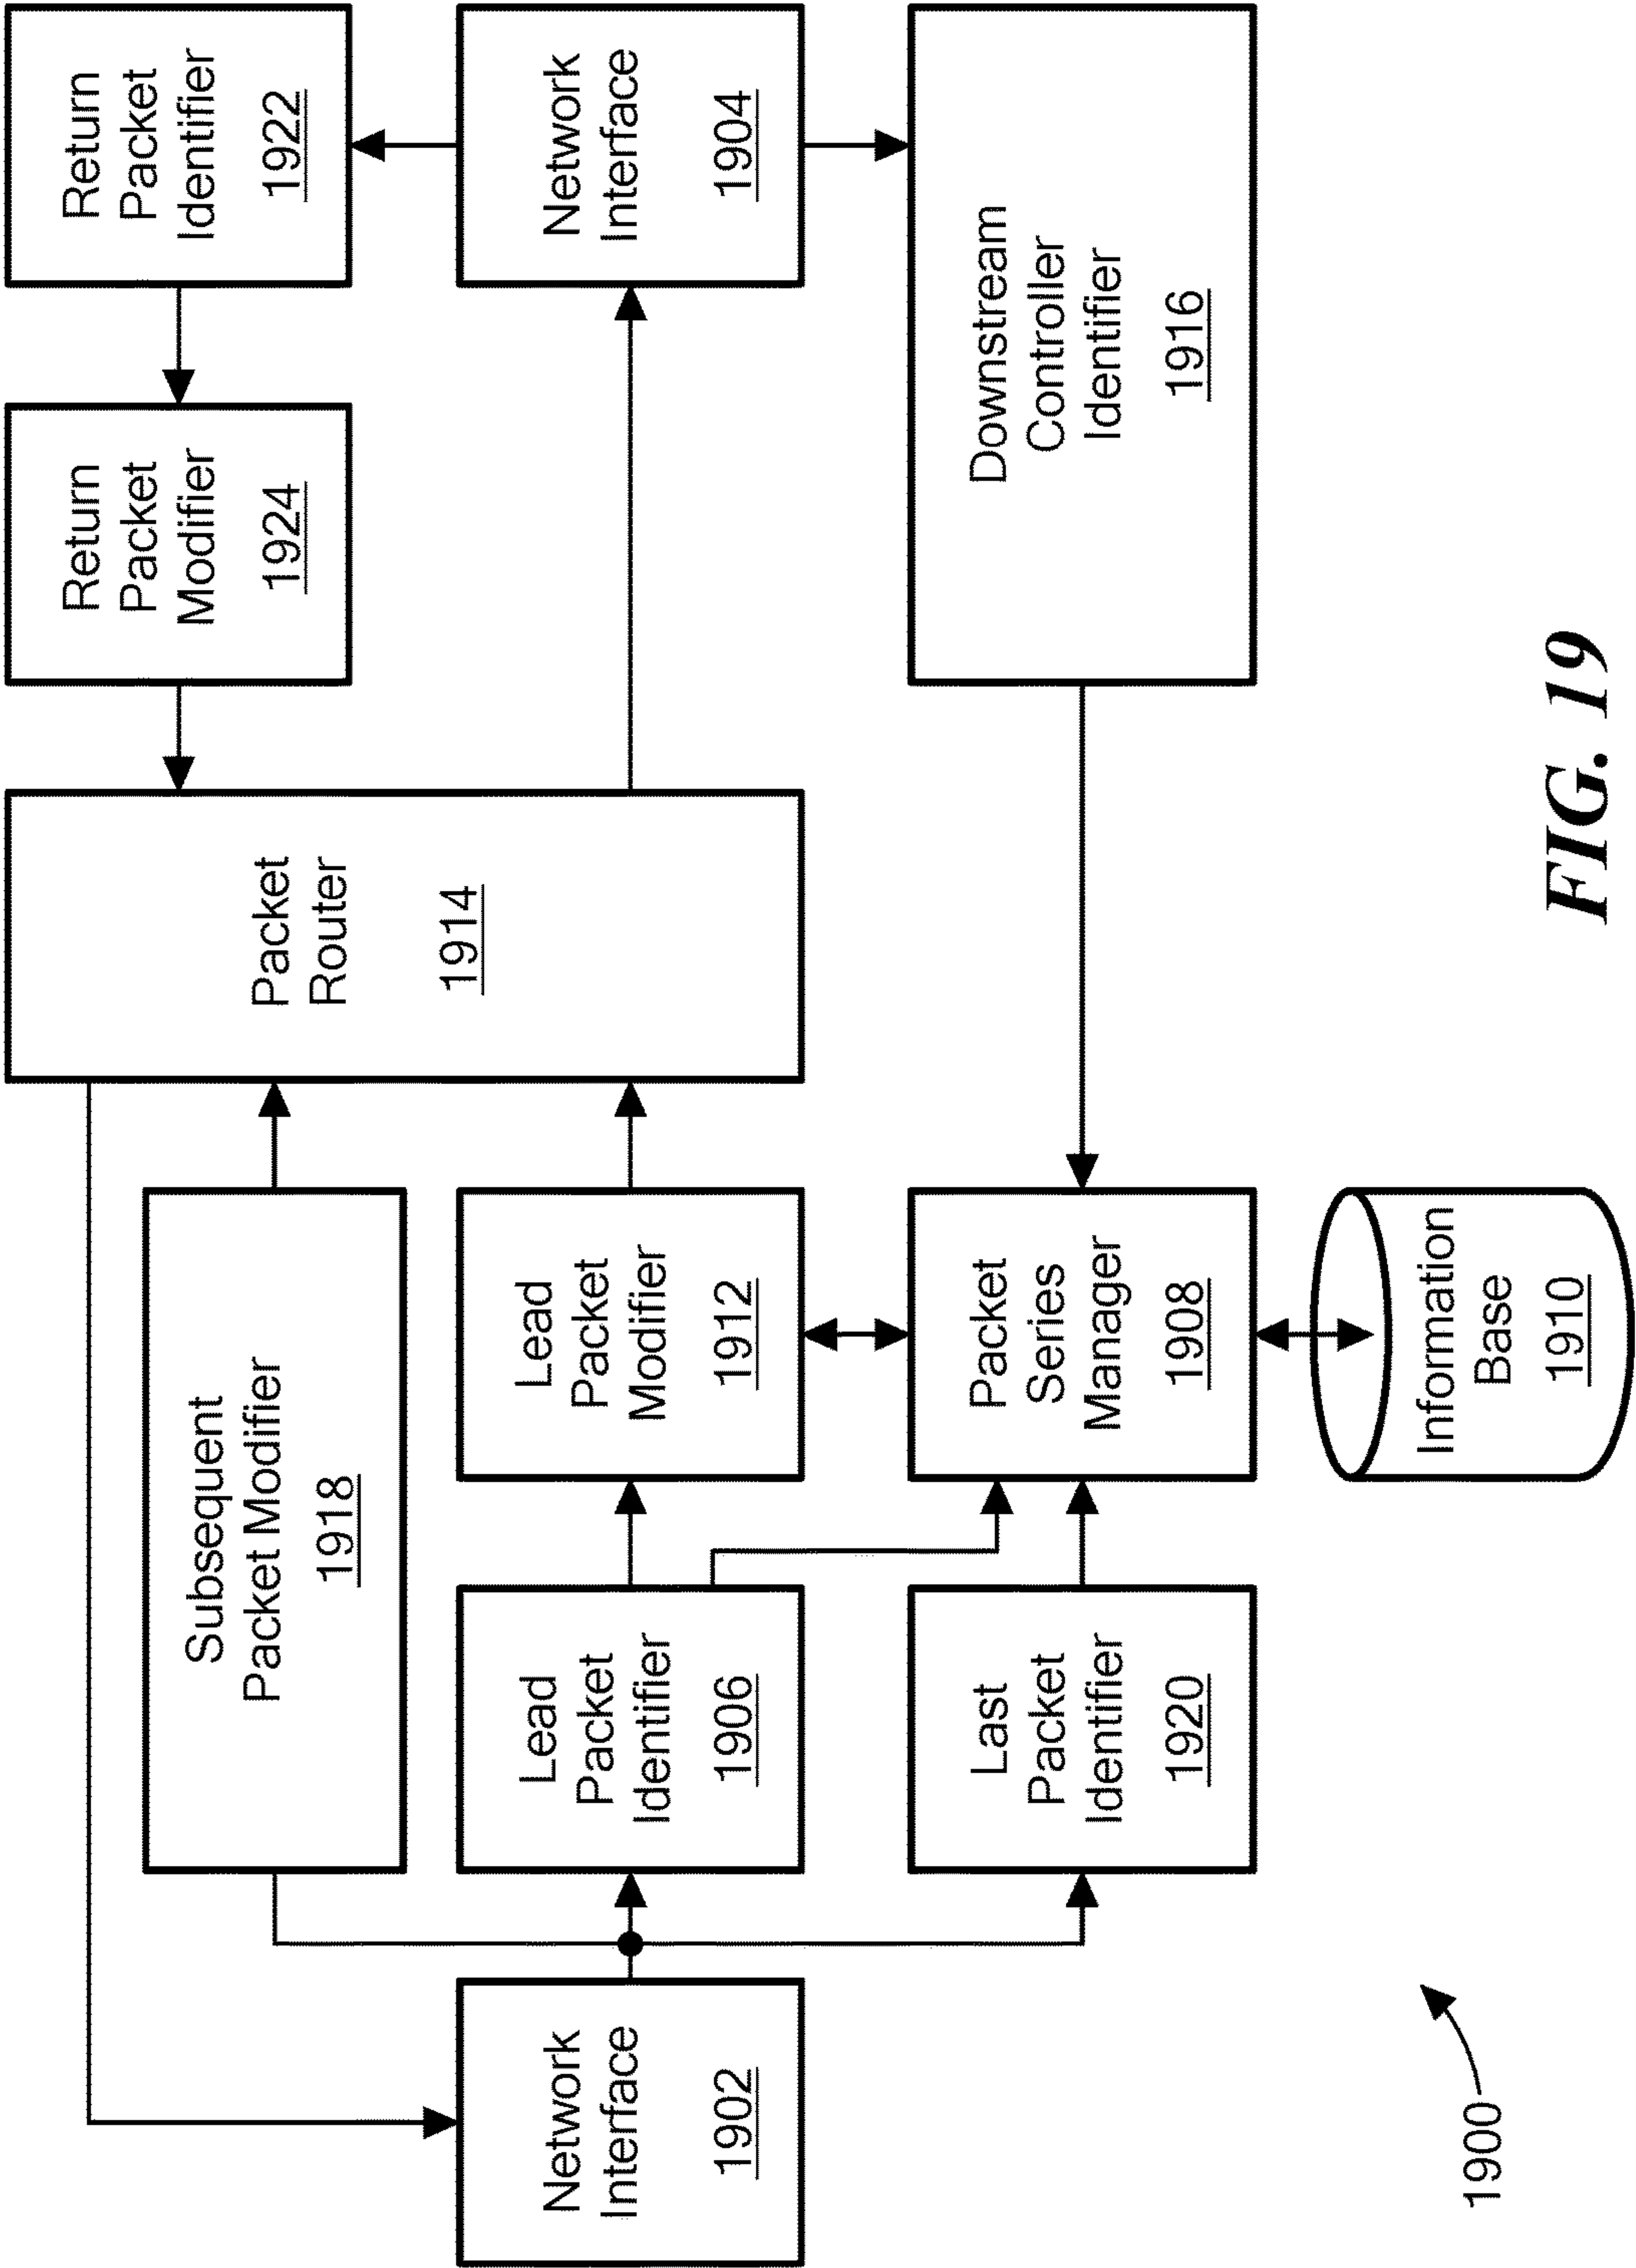 Subsequent
Packet Modifier
1918
Return
Packet
Modifier
1924
Return
Packet
Identifier
1922
Packet
Router
1914
Network
Interface
1902
Lead
Packet
Identifier
1906
Lead
Packet
Modifier
1912
Network
Interface
1904
Last
Packet
Identifier
1920
Packet
Series
Manager
1908
Downstream
Controller
Identifier
1916
Information
Base
1910
1900
FIG. 19